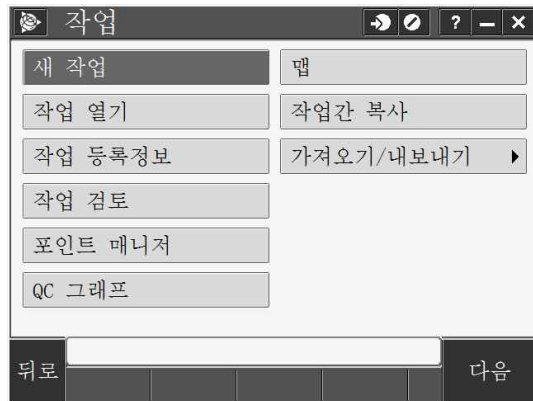 작업
?
새 작업
작업 열기
작업 등록정보
작업 검토
포인트 매니저
QC 그래프
맵
작업간 복사
가져오기/내보내기
뒤로
다음